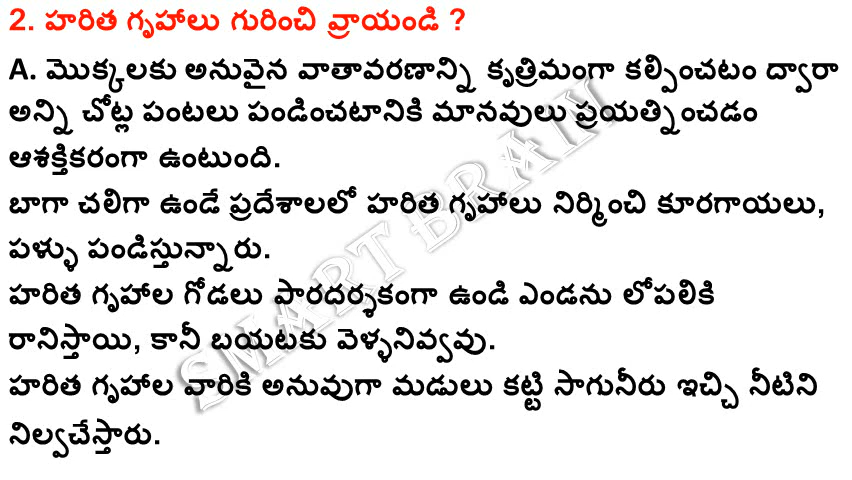 2. హరిత గృహాలు గురించి వ్రాయండి ?
A. మొక్కలకు అనువైన వాతావరణాన్ని కృత్రిమంగా కల్పించటం ద్వారా
అన్ని చోట్ల పంటలు పండించటానికి మానవులు ప్రయత్నించడం
ఆశక్తికరంగా ఉంటుంది.
బాగా చలిగా ఉండే ప్రదేశాలలో హరిత గృహాలు నిర్మించి కూరగాయలు,
పళ్ళు పండిస్తున్నారు.
హరిత గృహాల గోడలు పారదర్శకంగా ఉండి ఎండను లోపలికి
రానిస్తాయి, కానీ బయటకు వెళ్ళనివ్వవు.
హరిత గృహాల వారికి అనువుగా మడులు కట్టి సాగునీరు ఇచ్చి నీటిని
నిల్వచేస్తారు.
SMART BRAIN